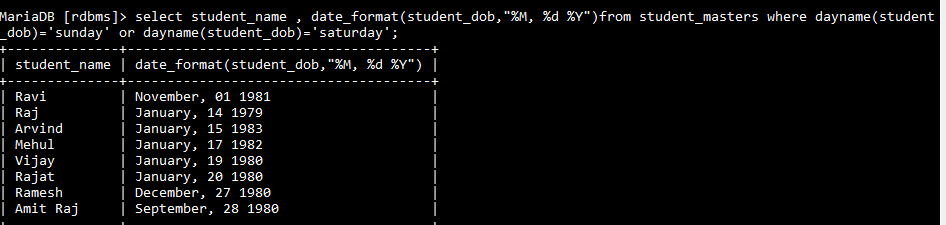 MariaDB [rdbms]> select student_name , date_format(student_dob,"%M, %d %Y")from student_masters where dayname(student
_dob)='sunday' or dayname(student_dob)='saturday';
+--------------+-------------------------------------+
| student_name | date_format(student_dob,"%M, %d %Y") |
+--------------+-------------------------------------+
| Ravi | November, 01 1981 |
| Raj | January, 14 1979 |
| Arvind | January, 15 1983 |
| Mehul | January, 17 1982 |
| Vijay | January, 19 1980 |
| Rajat | January, 20 1980 |
| Ramesh | December, 27 1980 |
| Amit Raj | September, 28 1980 |